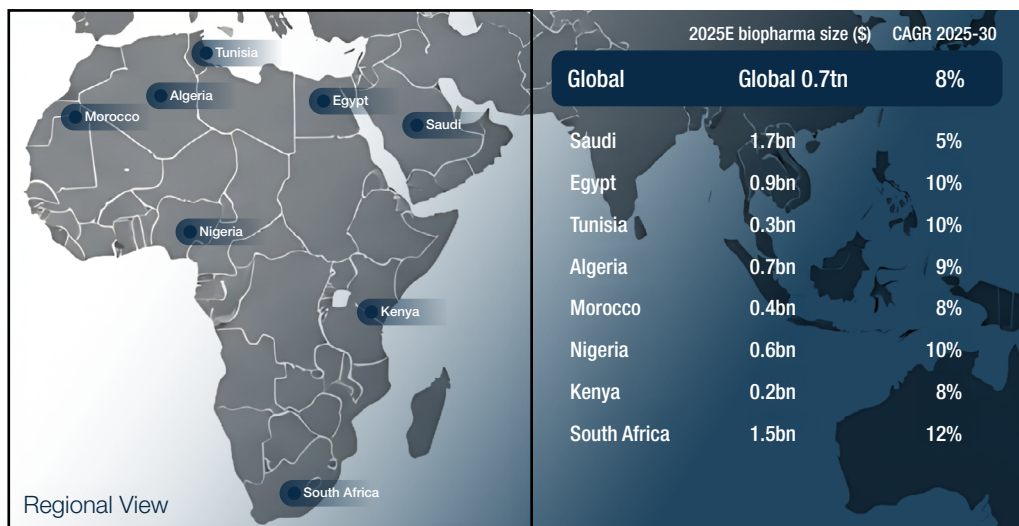 Tunisia
Algeria
Egypt
Morocco
Saudi
Nigeria
Kenya
South Africa
Regional View
2025E biopharma size ($) CAGR 2025-30
Global Global 0.7tn 8%
Saudi 1.7bn 5%
Egypt 0.9bn 10%
Tunisia 0.3bn 10%
Algeria 0.7bn 9%
Morocco 0.4bn 8%
Nigeria 0.6bn 10%
Kenya 0.2bn 8%
South Africa 1.5bn 12%